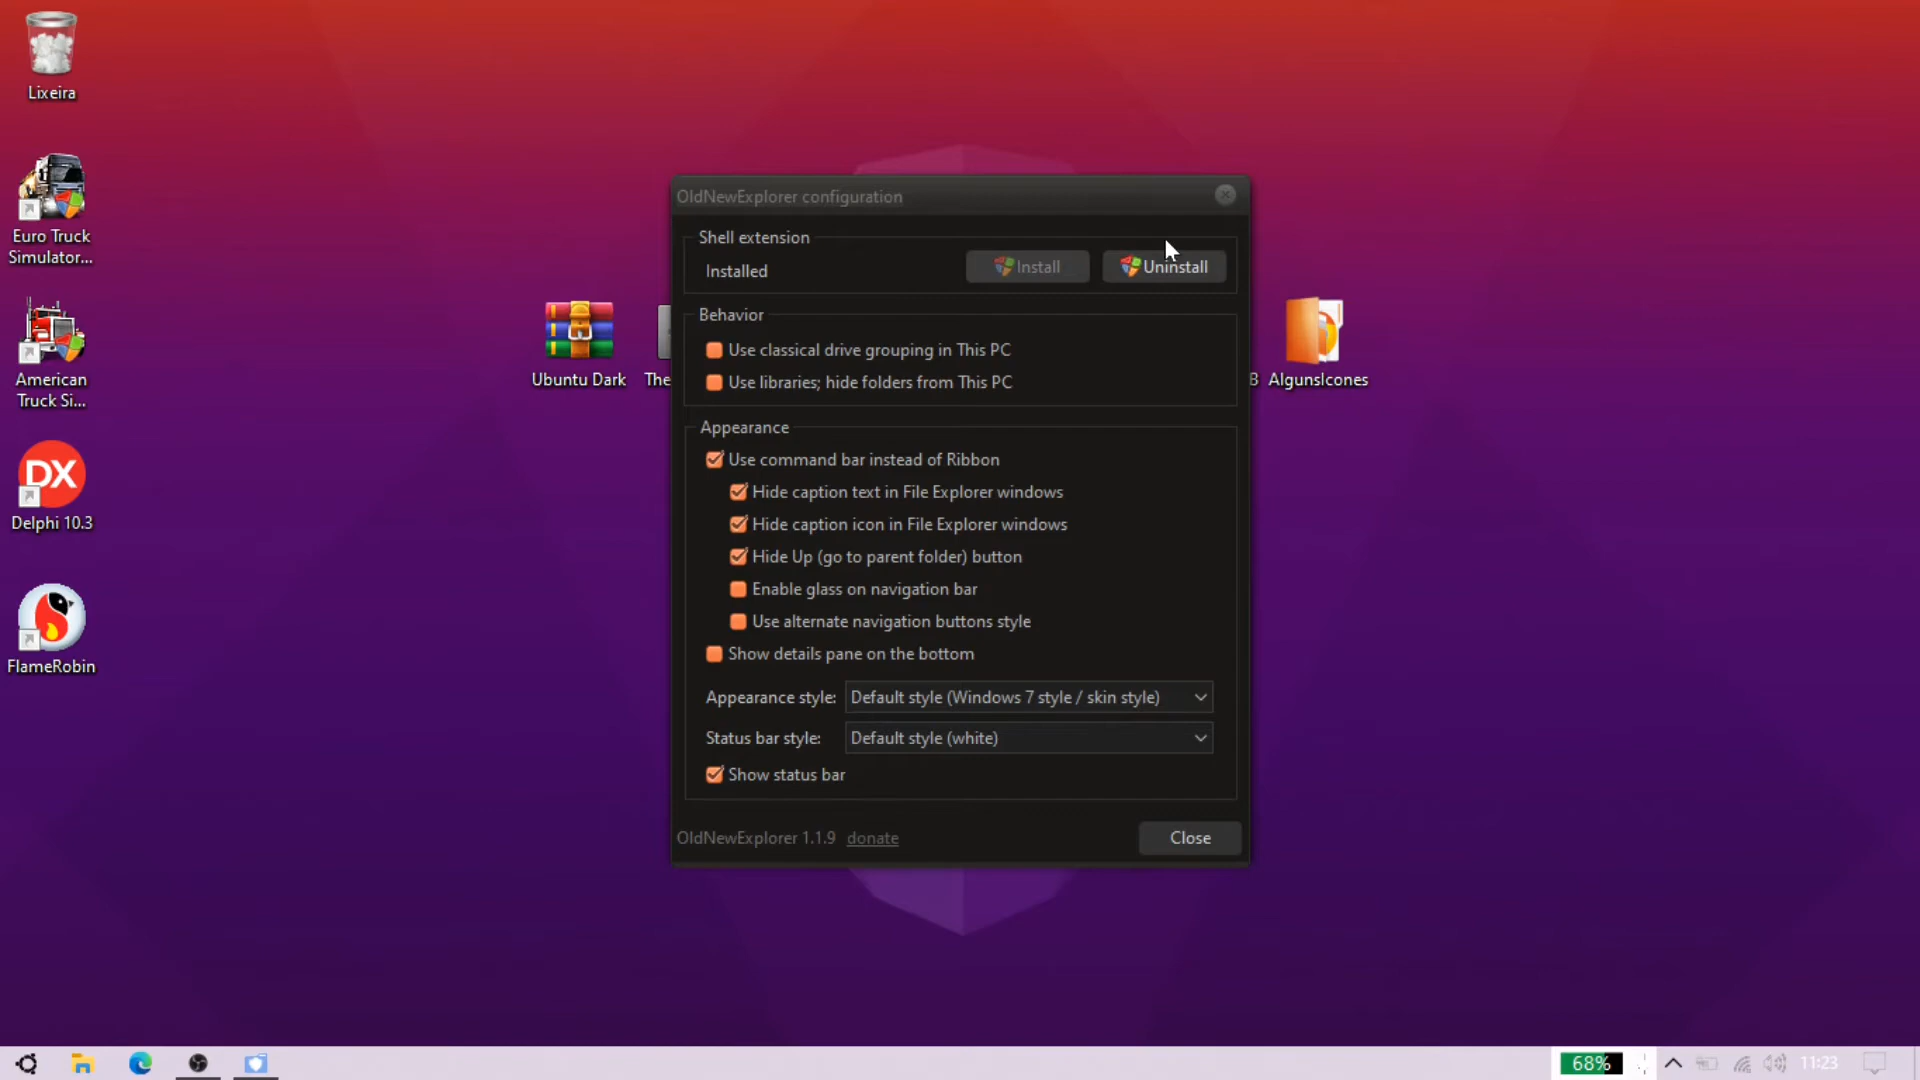 Lixeira
Euro Truck
Simulator...
American
Truck Si...
DX
Delphi 10.3
FlameRobin
Ubuntu Dark
The
B
AlgunsIcones
OldNewExplorer configuration
Shell extension
Installed
Install
Uninstall
Behavior
Use classical drive grouping in This PC
Use libraries; hide folders from This PC
Appearance
Use command bar instead of Ribbon
Hide caption text in File Explorer windows
Hide caption icon in File Explorer windows
Hide Up (go to parent folder) button
Enable glass on navigation bar
Use alternate navigation buttons style
Show details pane on the bottom
Appearance style: Default style (Windows 7 style / skin style)
Status bar style: Default style (white)
Show status bar
OldNewExplorer 1.1.9 donate
Close
68%
11:23